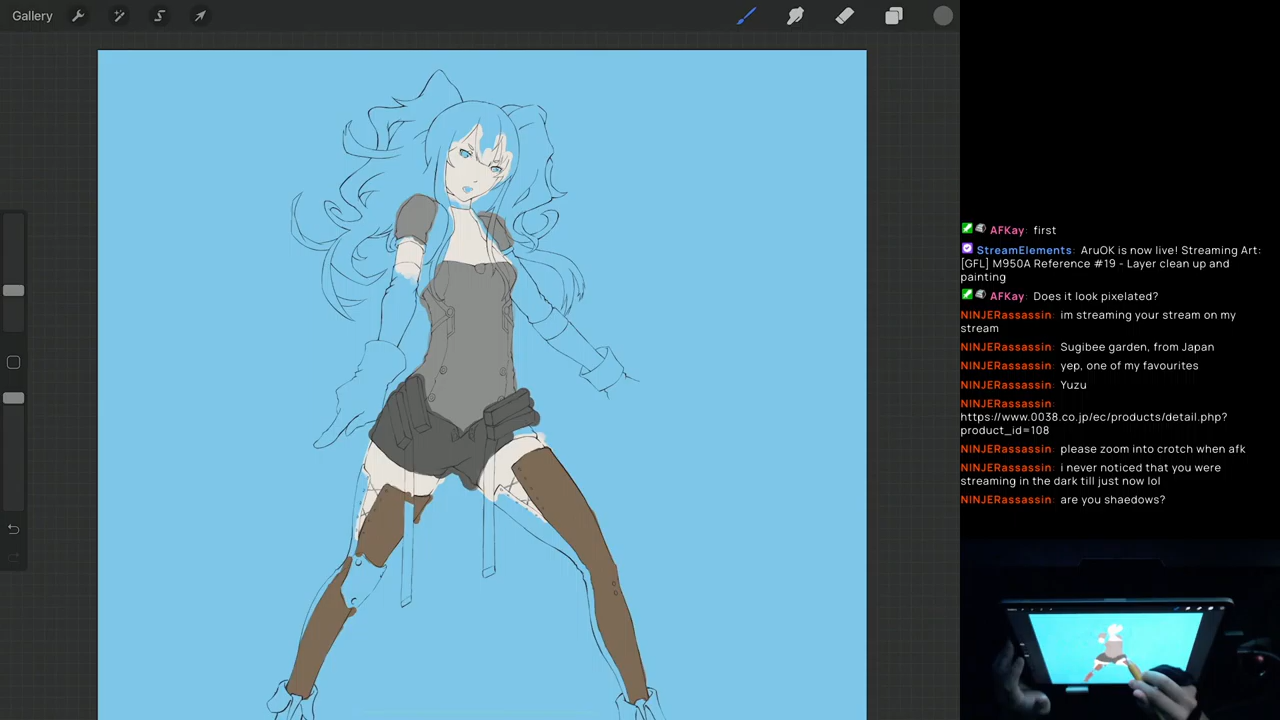 Gallery
AFKay: first
StreamElements: AruOK is now live! Streaming Art:
[GFL] M950A Reference #19 - Layer clean up and
painting
AFKay: Does it look pixelated?
NINJERassassin: im streaming your stream on my
stream
NINJERassassin: Sugibee garden, from Japan
NINJERassassin: yep, one of my favourites
NINJERassassin: Yuzu
NINJERassassin:
https://www.0038.co.jp/ec/products/detail.php?
product_id=108
NINJERassassin: please zoom into crotch when afk
NINJERassassin: i never noticed that you were
streaming in the dark till just now lol
NINJERassassin: are you shaedows?